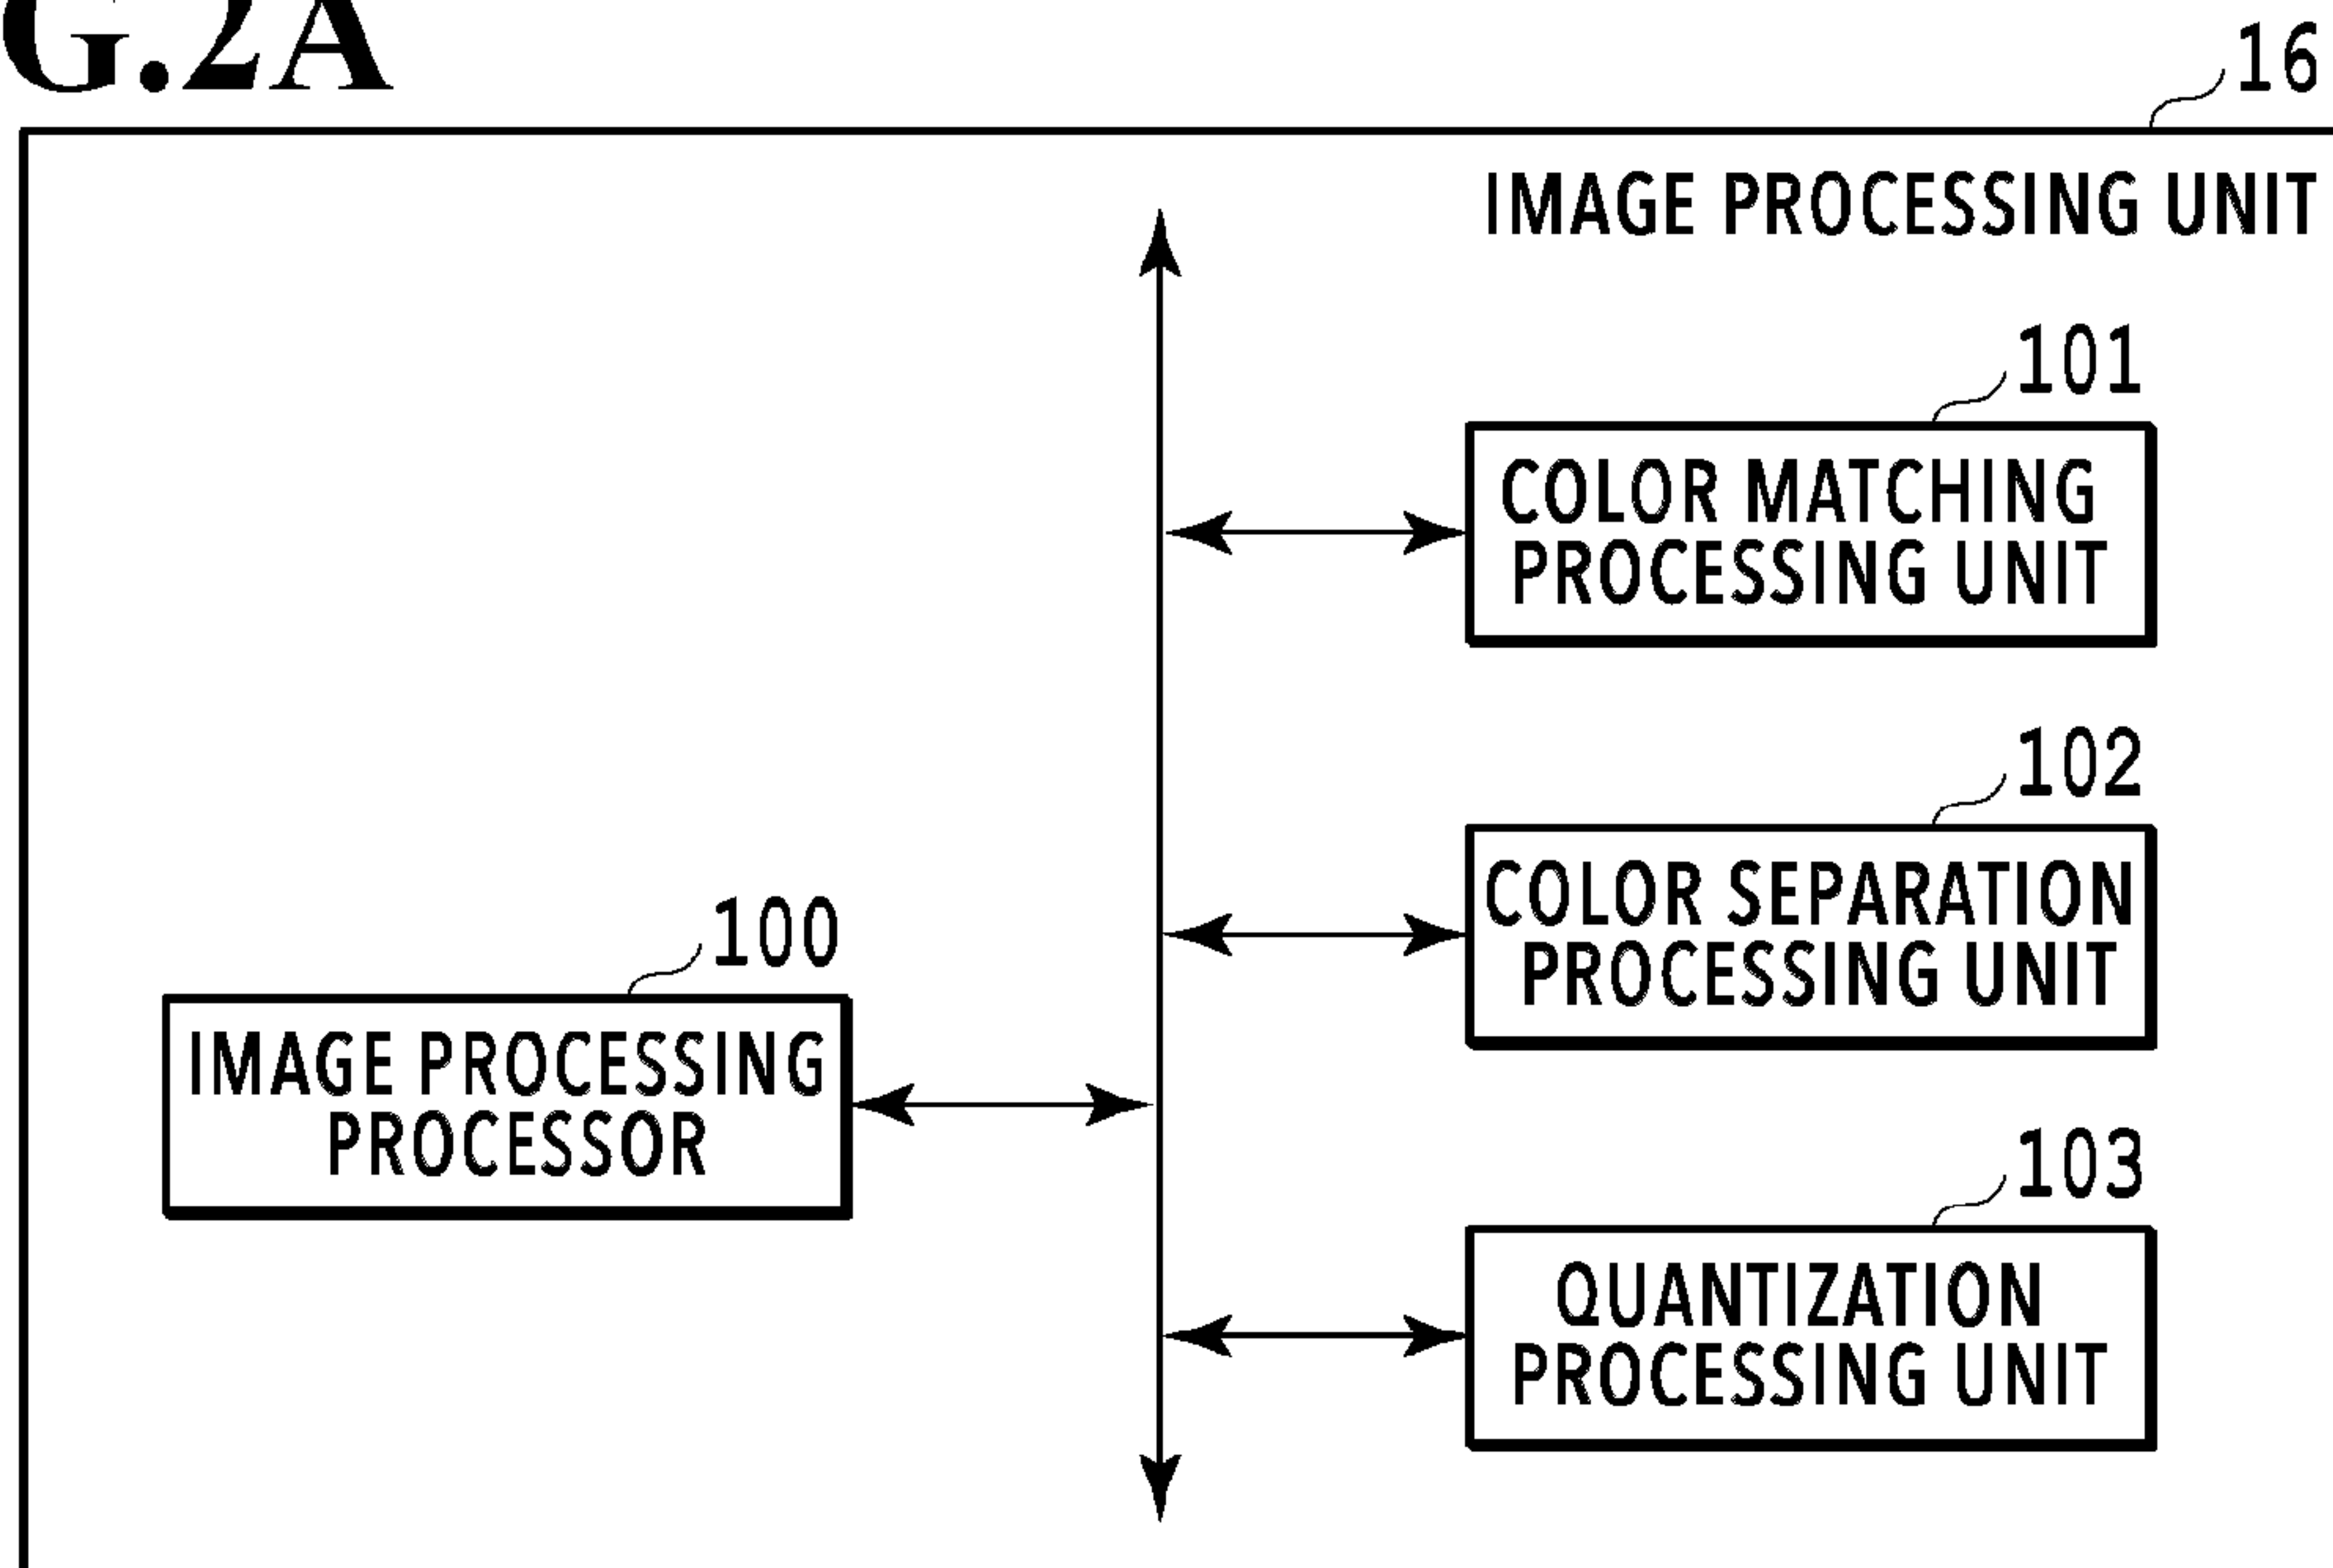 G.2A
16
IMAGE PROCESSING UNIT
101
COLOR MATCHING
PROCESSING UNIT
102
COLOR SEPARATION
PROCESSING UNIT
100
IMAGE PROCESSING
PROCESSOR
103
QUANTIZATION
PROCESSING UNIT